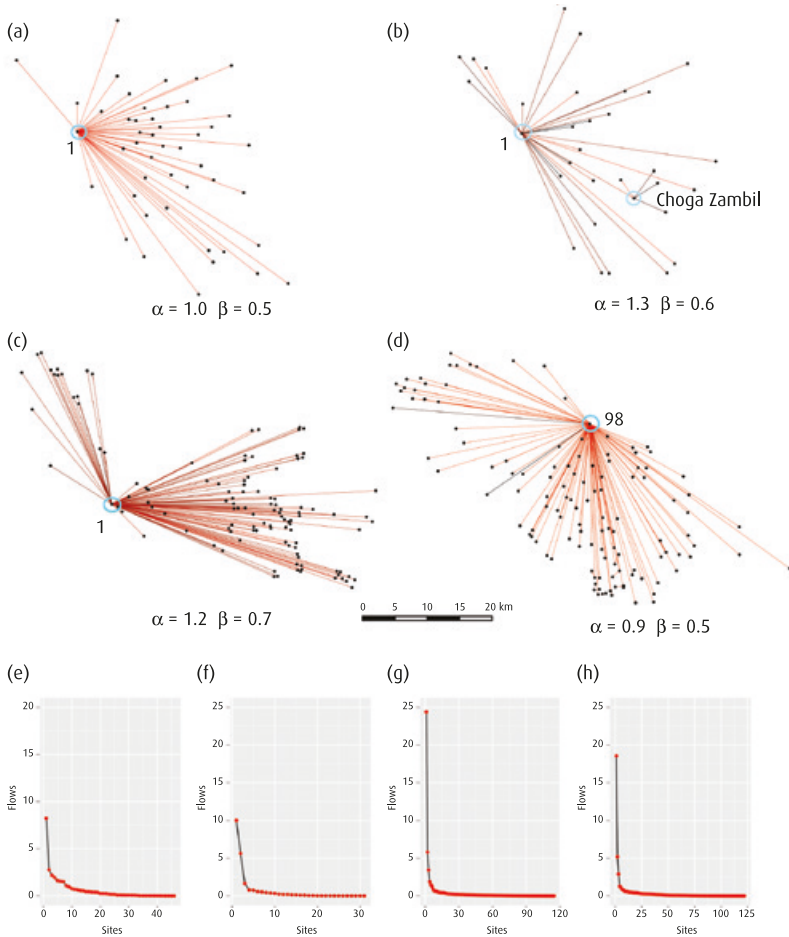 (a)
(b)
1
1
Choga Zambil
α = 1.0 β = 0.5
α = 1.3 β = 0.6
(c)
(d)
98
1
0 5 10 15 20 km
α = 1.2 β = 0.7
α = 0.9 β = 0.5
(e)
(f)
(g)
(h)
20
15
10
5
0
Flows
0 10 20 30 40
Sites
25
20
15
10
5
0
Flows
0 10 20 30
Sites
25
20
15
10
5
0
Flows
0 30 60 90 120
Sites
25
20
15
10
5
0
Flows
0 25 50 75 100 125
Sites